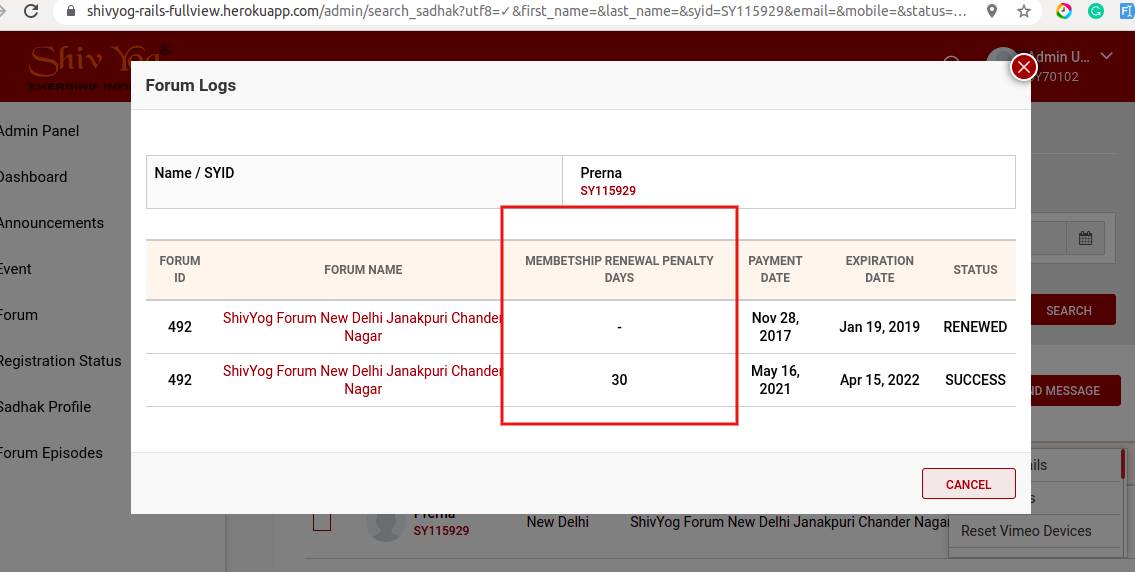 shivyog-rails-fullview.herokuapp.com/admin/search_sadhak?utf8=✓&first_name=&last_name=&syid=SY115929&email=&mobile=&status=...
Shiv Yog
Admin U...
Y70102
Forum Logs
Admin Panel
Dashboard
Announcements
Event
Forum
Registration Status
Sadhak Profile
Forum Episodes
Name / SYID
Prerna
SY115929
FORUM ID
FORUM NAME
MEMBETSHIP RENEWAL PENALTY DAYS
PAYMENT DATE
EXPIRATION DATE
STATUS
492
ShivYog Forum New Delhi Janakpuri Chander Nagar
-
Nov 28, 2017
Jan 19, 2019
RENEWED
492
ShivYog Forum New Delhi Janakpuri Chander Nagar
30
May 16, 2021
Apr 15, 2022
SUCCESS
SEARCH
ND MESSAGE
CANCEL
ails
s
Reset Vimeo Devices
Prerna
SY115929
New Delhi
ShivYog Forum New Delhi Janakpuri Chander Nagar